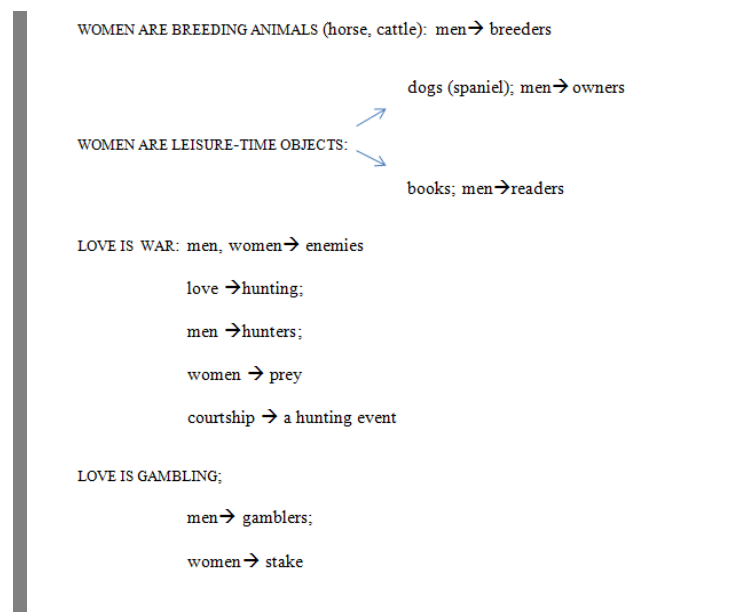 WOMEN ARE BREEDING ANIMALS (horse, cattle): men→ breeders
dogs (spaniel); men→ owners
WOMEN ARE LEISURE-TIME OBJECTS:
books; men→readers
LOVE IS WAR: men, women→ enemies
love →hunting;
men →hunters;
women → prey
courtship → a hunting event
LOVE IS GAMBLING;
men→ gamblers;
women→ stake